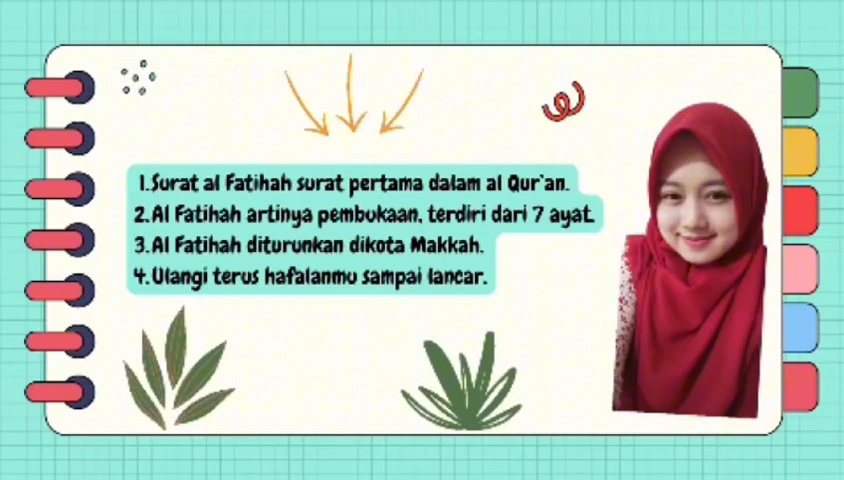 1.Surat al Fatihah surat pertama dalam al Qur`an.
2.Al Fatihah artinya pembukaan, terdiri dari 7 ayat.
3.Al Fatihah diturunkan dikota Makkah.
4.Ulangi terus hafalanmu sampai lancar.